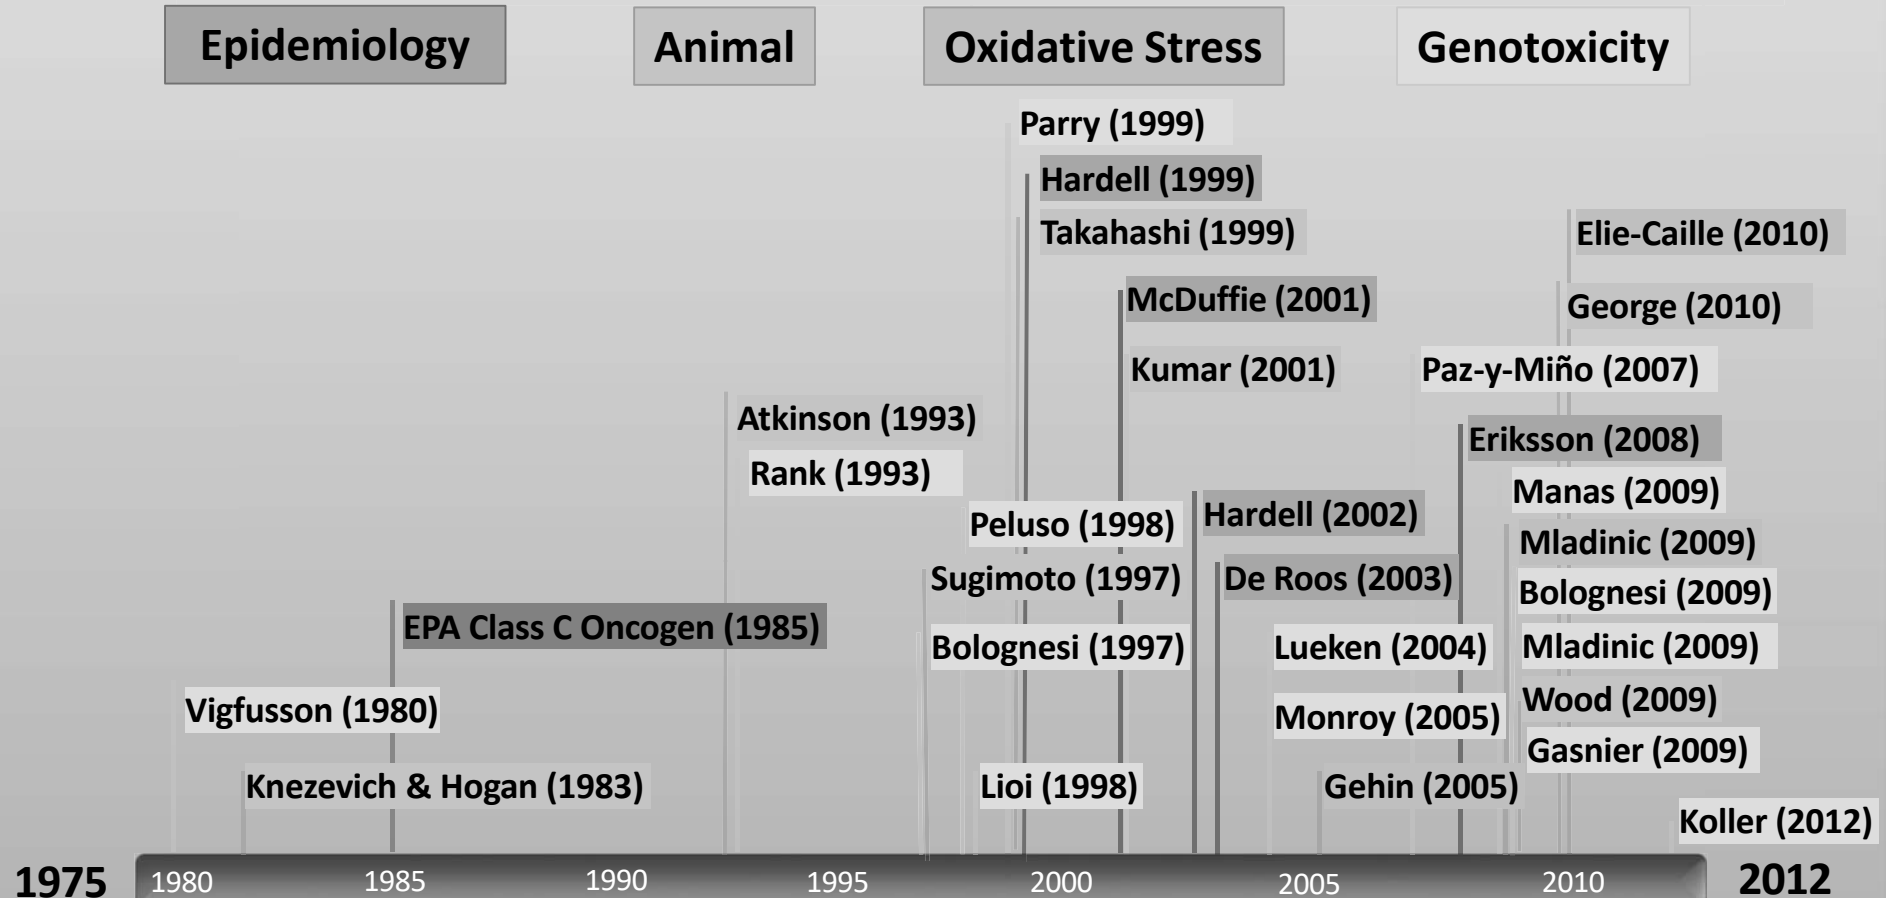 Epidemiology
Animal
Oxidative Stress
Genotoxicity
Parry (1999)
Hardell (1999)
Takahashi (1999)
Elie-Caille (2010)
McDuffie (2001)
George (2010)
Kumar (2001)
Paz-y-Miño (2007)
Atkinson (1993)
Eriksson (2008)
Rank (1993)
Manas (2009)
Peluso (1998)
Hardell (2002)
Mladinic (2009)
Sugimoto (1997)
De Roos (2003)
Bolognesi (2009)
EPA Class C Oncogen (1985)
Bolognesi (1997)
Lueken (2004)
Mladinic (2009)
Vigfusson (1980)
Monroy (2005)
Wood (2009)
Gasnier (2009)
Knezevich & Hogan (1983)
Lioi (1998)
Gehin (2005)
Koller (2012)
1975
1980
1985
1990
1995
2000
2005
2010
2012